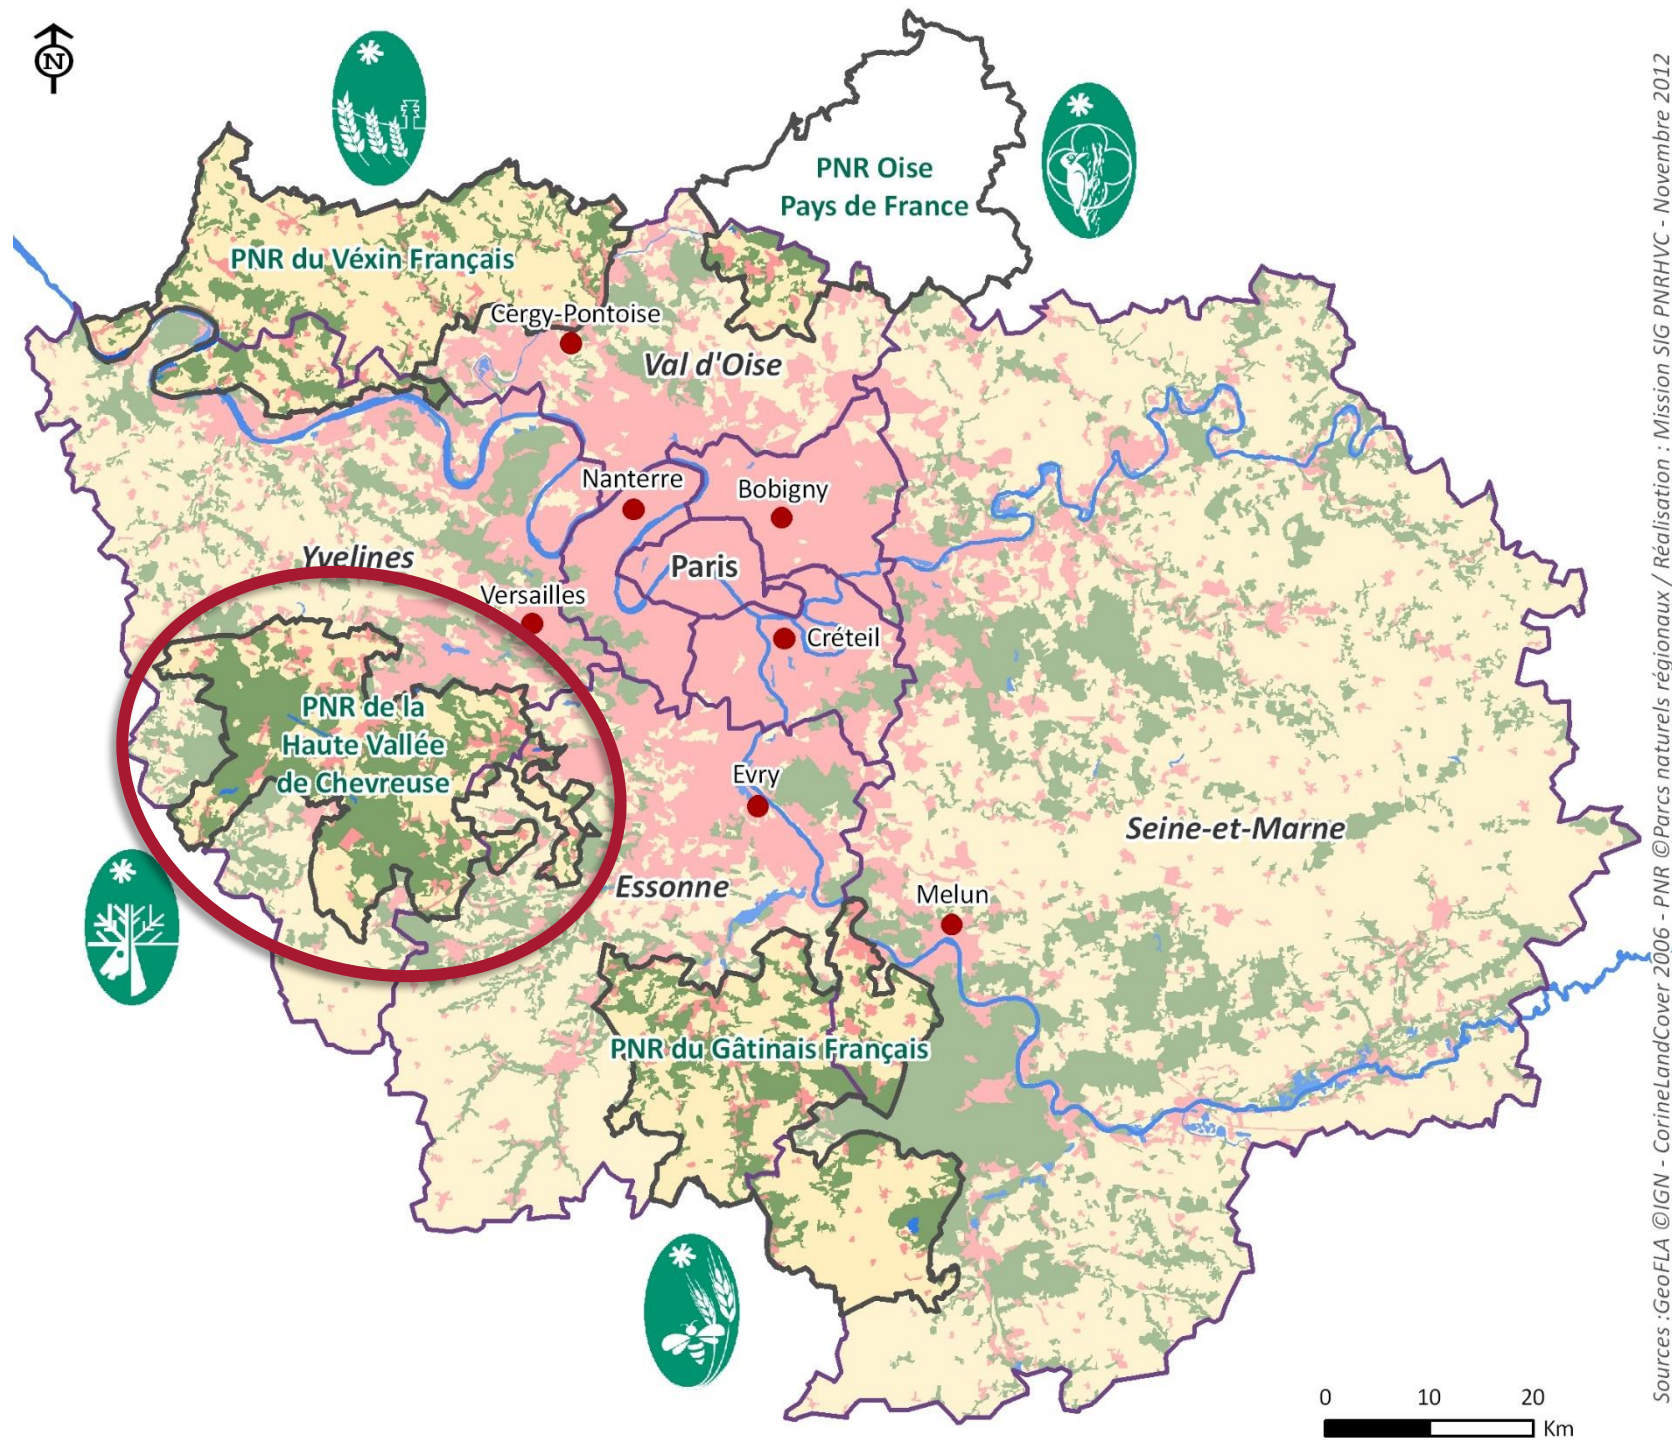 N
PNR Oise
Pays de France
PNR du Véxin Français
Cergy-Pontoise
Val d'Oise
Nanterre
Bobigny
Yvelines
Paris
Versailles
Créteil
PNR de la
Haute Vallée
de Chevreuse
Evry
Seine-et-Marne
Essonne
Melun
PNR du Gâtinais Français
0 10 20
Km
Sources :GeoFLA ©IGN - CorineLandCover 2006 - PNR ©Parcs naturels régionaux / Réalisation : Mission SIG PNRHVC - Novembre 2012